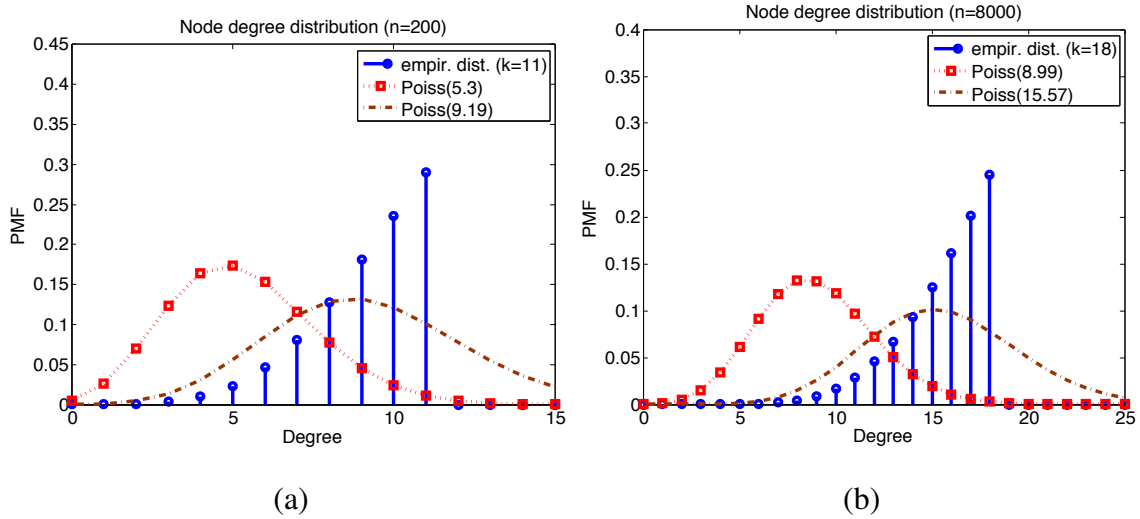 Node degree distribution (n=200)
0.45
0.4
0.35
0.3
0.25
0.2
0.15
0.1
0.05
0
PMF
empir. dist. (k=11)
Poiss(5.3)
Poiss(9.19)
0 5 10 15
Degree
(a)
Node degree distribution (n=8000)
0.4
0.35
0.3
0.25
0.2
0.15
0.1
0.05
0
PMF
empir. dist. (k=18)
Poiss(8.99)
Poiss(15.57)
0 5 10 15 20 25
Degree
(b)